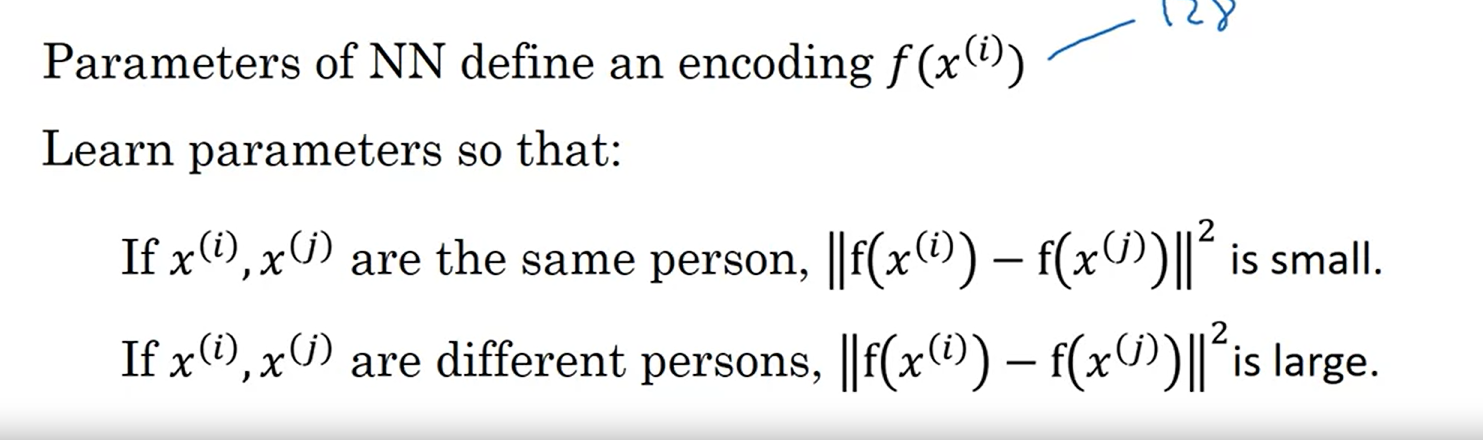 128
Parameters of NN define an encoding f(x⁽ⁱ⁾)
Learn parameters so that:
If x⁽ⁱ⁾, x⁽ʲ⁾ are the same person, ‖f(x⁽ⁱ⁾) – f(x⁽ʲ⁾)‖² is small.
If x⁽ⁱ⁾, x⁽ʲ⁾ are different persons, ‖f(x⁽ⁱ⁾) – f(x⁽ʲ⁾)‖² is large.